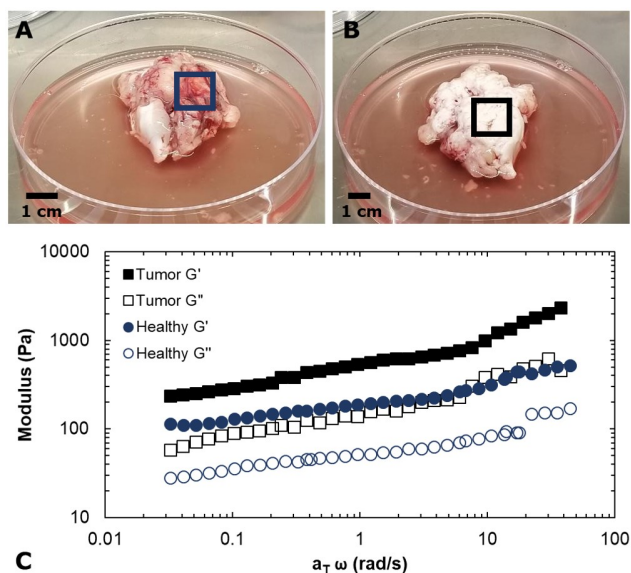 A
B
1 cm
1 cm
10000
1000
100
10
Modulus (Pa)
Tumor G'
Tumor G"
Healthy G'
Healthy G"
0.01
0.1
1
10
100
C
a_T ω (rad/s)